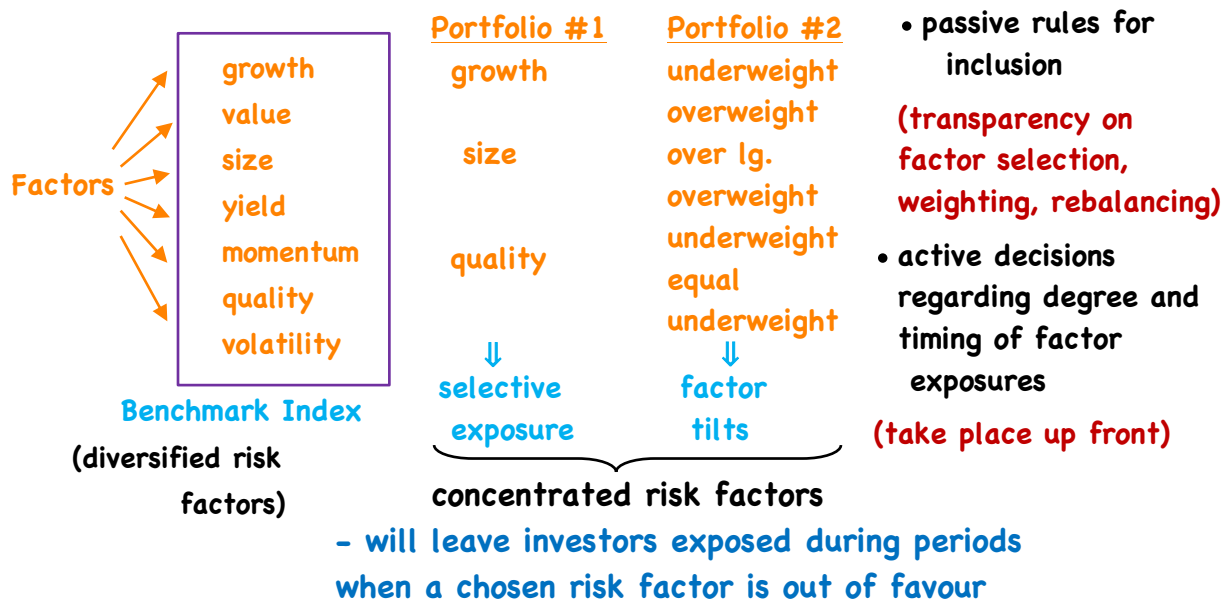 Factors
growth
value
size
yield
momentum
quality
volatility
Benchmark Index
(diversified risk
factors)
Portfolio #1
growth
size
quality
⇓
selective
exposure
Portfolio #2
underweight
overweight
over lg.
overweight
underweight
equal
underweight
⇓
factor
tilts
concentrated risk factors
- will leave investors exposed during periods
when a chosen risk factor is out of favour
• passive rules for
inclusion
(transparency on
factor selection,
weighting, rebalancing)
• active decisions
regarding degree and
timing of factor
exposures
(take place up front)